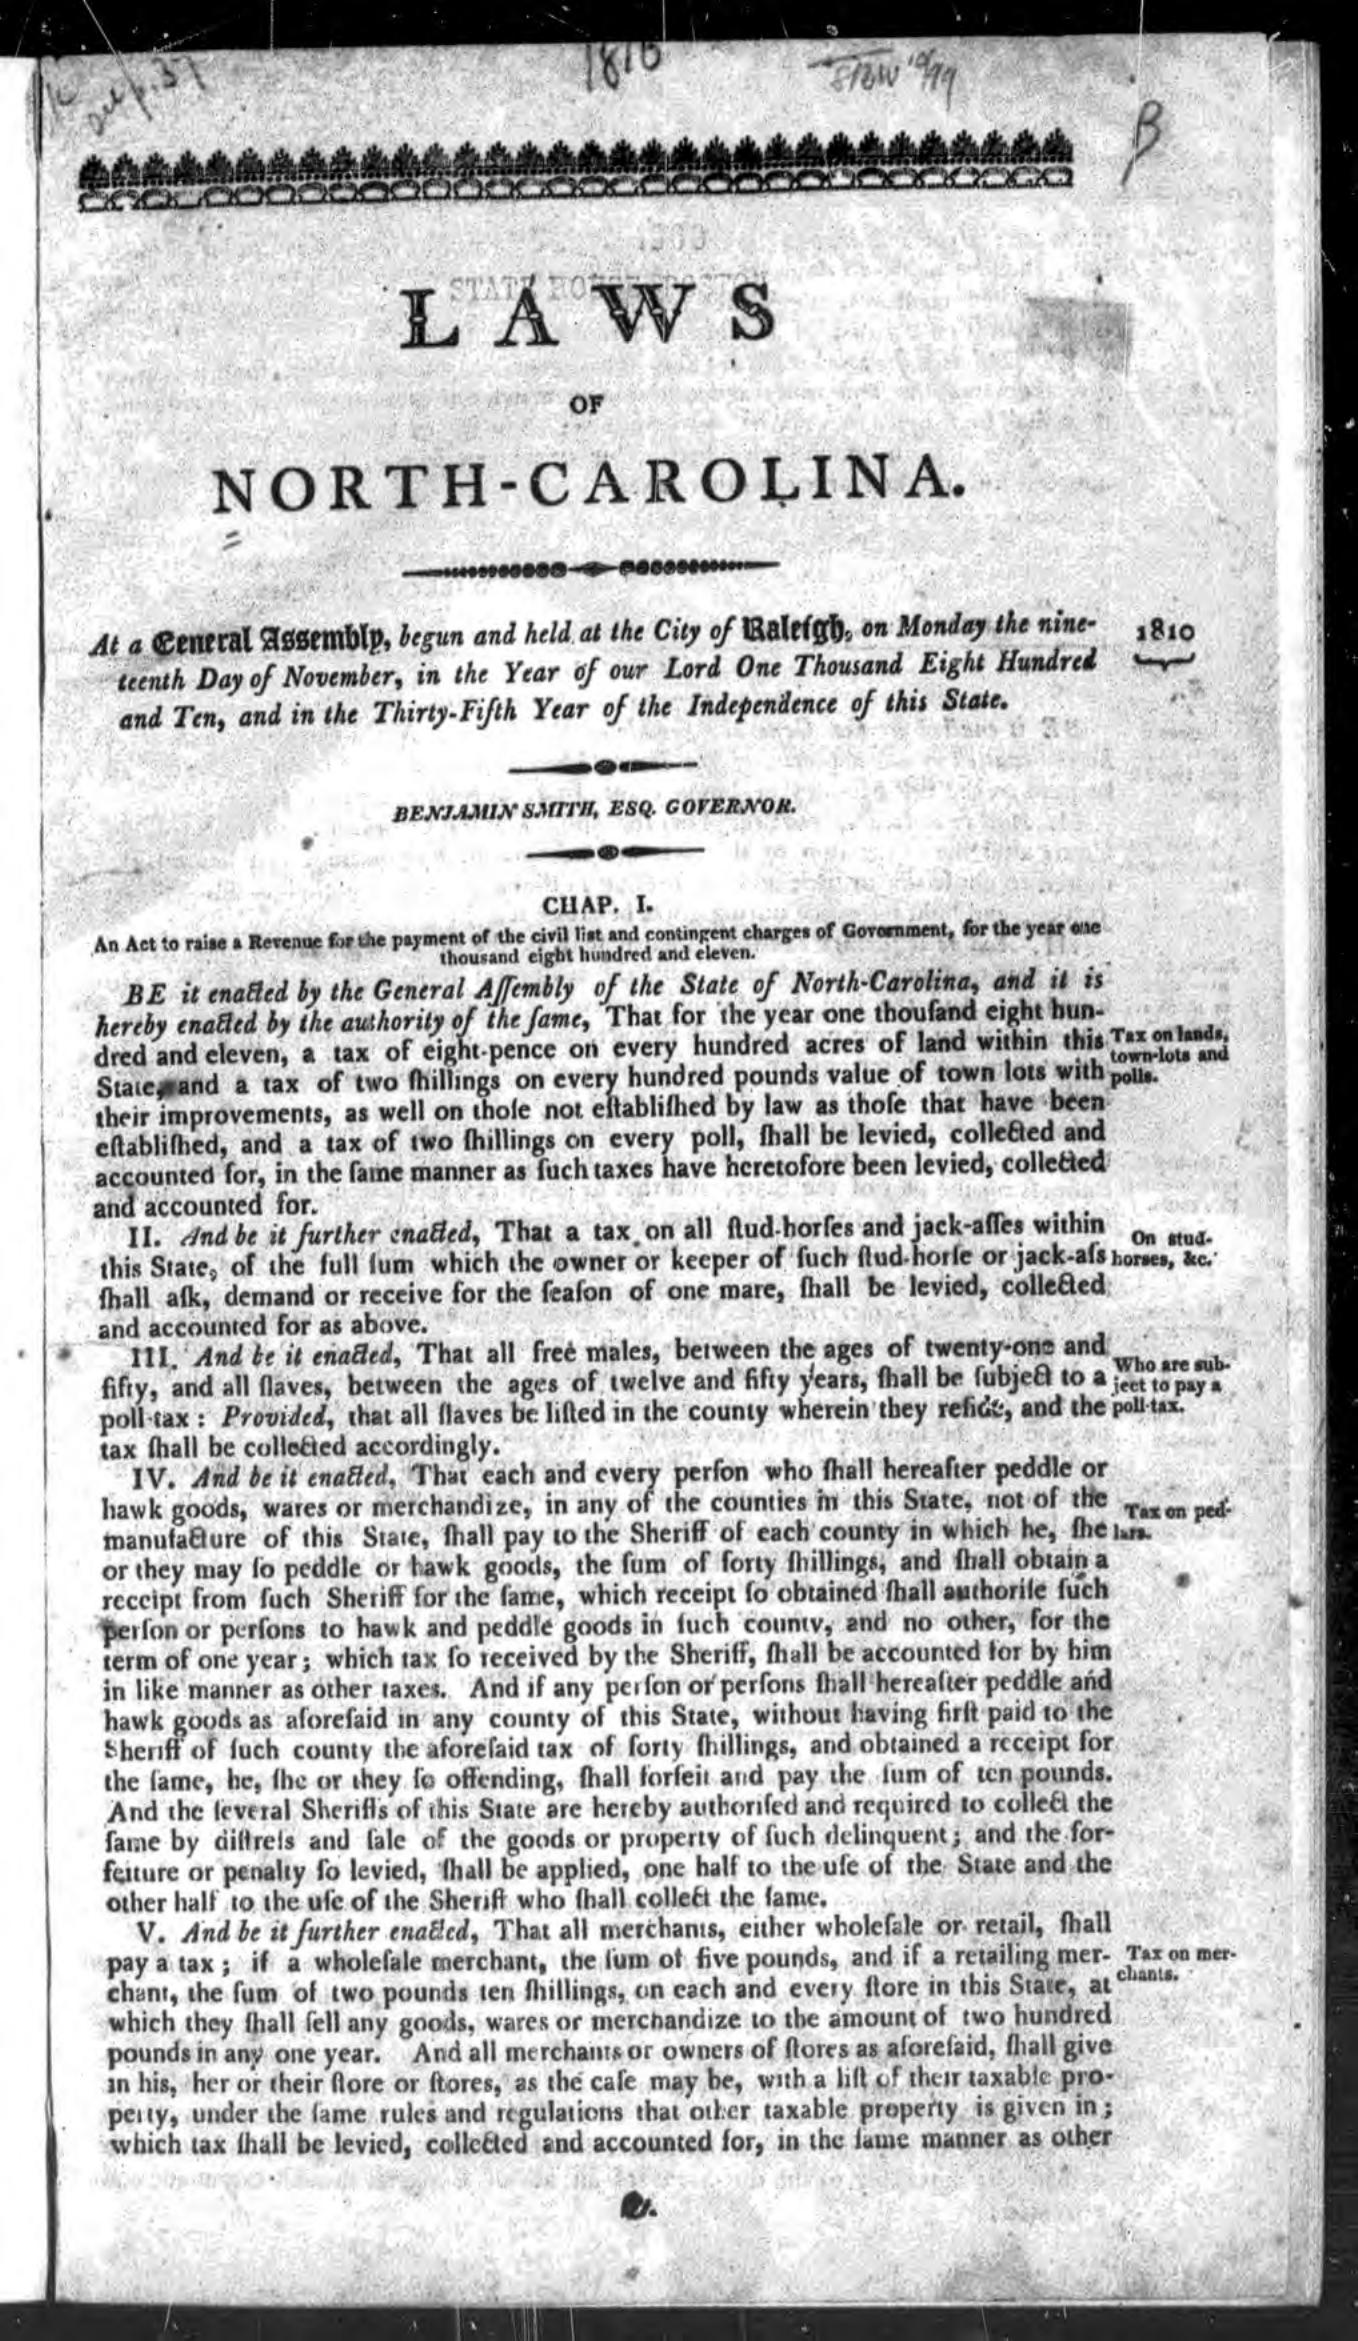 1810
B
LAWS
OF
NORTH-CAROLINA.
At a General Assembly, begun and held at the City of Raleigh, on Monday the nine-
teenth Day of November, in the Year of our Lord One Thousand Eight Hundred
and Ten, and in the Thirty-Fifth Year of the Independence of this State.
1810
BENJAMIN SMITH, ESQ. GOVERNOR.
CHAP. I.
An Act to raise a Revenue for the payment of the civil list and contingent charges of Government, for the year one
thousand eight hundred and eleven.
BE it enacted by the General Aſſembly of the State of North-Carolina, and it is
hereby enacted by the authority of the ſame, That for the year one thouſand eight hun-
dred and eleven, a tax of eight-pence on every hundred acres of land within this
State, and a tax of two ſhillings on every hundred pounds value of town lots with
their improvements, as well on thoſe not eſtabliſhed by law as thoſe that have been
eſtabliſhed, and a tax of two ſhillings on every poll, ſhall be levied, collected and
accounted for, in the ſame manner as ſuch taxes have heretofore been levied, collected
and accounted for.
Tax on lands,
town-lots and
polls.
II. And be it further enacted, That a tax on all ſtud-horſes and jack-aſſes within
this State, of the full ſum which the owner or keeper of ſuch ſtud-horſe or jack-aſs
ſhall aſk, demand or receive for the ſeaſon of one mare, ſhall be levied, collected
and accounted for as above.
On stud-
horses, &c.
III. And be it enacted, That all free males, between the ages of twenty-one and
fifty, and all ſlaves, between the ages of twelve and fifty years, ſhall be ſubject to a
poll-tax: Provided, that all ſlaves be liſted in the county wherein they reſide, and the
tax ſhall be collected accordingly.
Who are sub-
ject to pay a
poll-tax.
IV. And be it enacted, That each and every perſon who ſhall hereafter peddle or
hawk goods, wares or merchandize, in any of the counties in this State, not of the
manufacture of this State, ſhall pay to the Sheriff of each county in which he, ſhe
or they may ſo peddle or hawk goods, the ſum of forty ſhillings, and ſhall obtain a
receipt from ſuch Sheriff for the ſame, which receipt ſo obtained ſhall authoriſe ſuch
perſon or perſons to hawk and peddle goods in ſuch county, and no other, for the
term of one year; which tax ſo received by the Sheriff, ſhall be accounted for by him
in like manner as other taxes. And if any perſon or perſons ſhall hereafter peddle and
hawk goods as aforeſaid in any county of this State, without having firſt paid to the
Sheriff of ſuch county the aforeſaid tax of forty ſhillings, and obtained a receipt for
the ſame, he, ſhe or they ſo offending, ſhall forfeit and pay the ſum of ten pounds.
And the ſeveral Sheriffs of this State are hereby authoriſed and required to collect the
ſame by diſtreſs and ſale of the goods or property of ſuch delinquent; and the for-
feiture or penalty ſo levied, ſhall be applied, one half to the uſe of the State and the
other half to the uſe of the Sheriff who ſhall collect the ſame.
Tax on ped-
lars.
V. And be it further enacted, That all merchants, either wholeſale or retail, ſhall
pay a tax; if a wholeſale merchant, the ſum of five pounds, and if a retailing mer-
chant, the ſum of two pounds ten ſhillings, on each and every ſtore in this State, at
which they ſhall ſell any goods, wares or merchandize to the amount of two hundred
pounds in any one year. And all merchants or owners of ſtores as aforeſaid, ſhall give
in his, her or their ſtore or ſtores, as the caſe may be, with a liſt of their taxable pro-
perty, under the ſame rules and regulations that other taxable property is given in;
which tax ſhall be levied, collected and accounted for, in the ſame manner as other
Tax on mer-
chants.